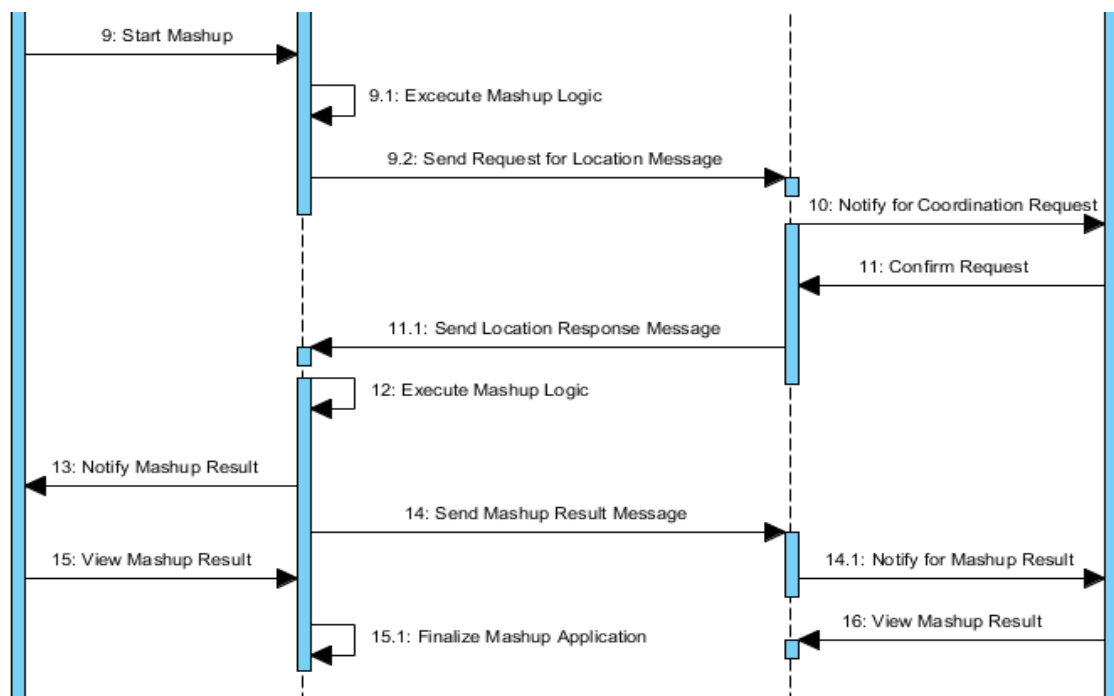 9: Start Mashup
9.1: Excecute Mashup Logic
9.2: Send Request for Location Message
10: Notify for Coordination Request
11: Confirm Request
11.1: Send Location Response Message
12: Execute Mashup Logic
13: Notify Mashup Result
14: Send Mashup Result Message
15: View Mashup Result
14.1: Notify for Mashup Result
16: View Mashup Result
15.1: Finalize Mashup Application